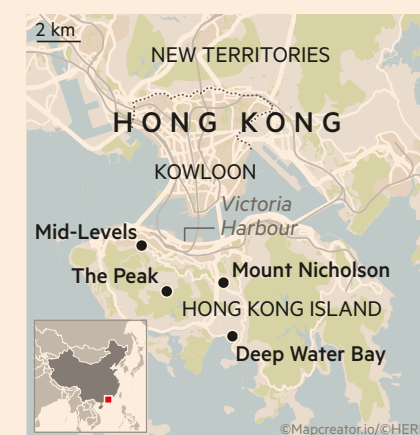 2 km
NEW TERRITORIES
HONG KONG
KOWLOON
Victoria
Harbour
Mid-Levels
The Peak
Mount Nicholson
HONG KONG ISLAND
Deep Water Bay
©Mapcreator.io/©HERE